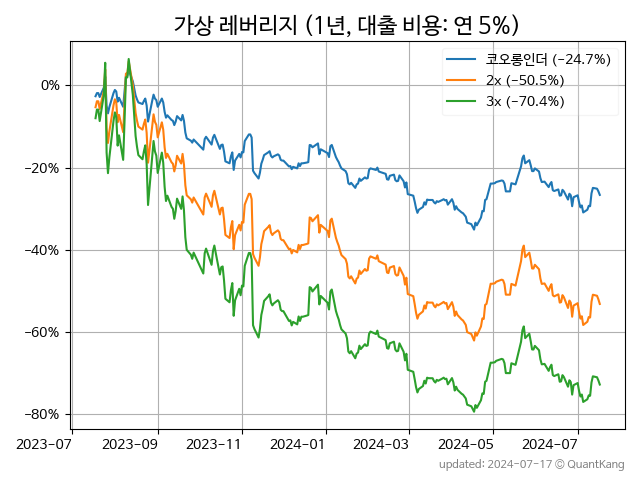 가상 레버리지 (1년, 대출 비용: 연 5%)
코오롱인더 (−24.7%)
2x (−50.5%)
3x (−70.4%)
0%
−20%
−40%
−60%
−80%
2023-07 2023-09 2023-11 2024-01 2024-03 2024-05 2024-07
updated: 2024-07-17 © QuantKang